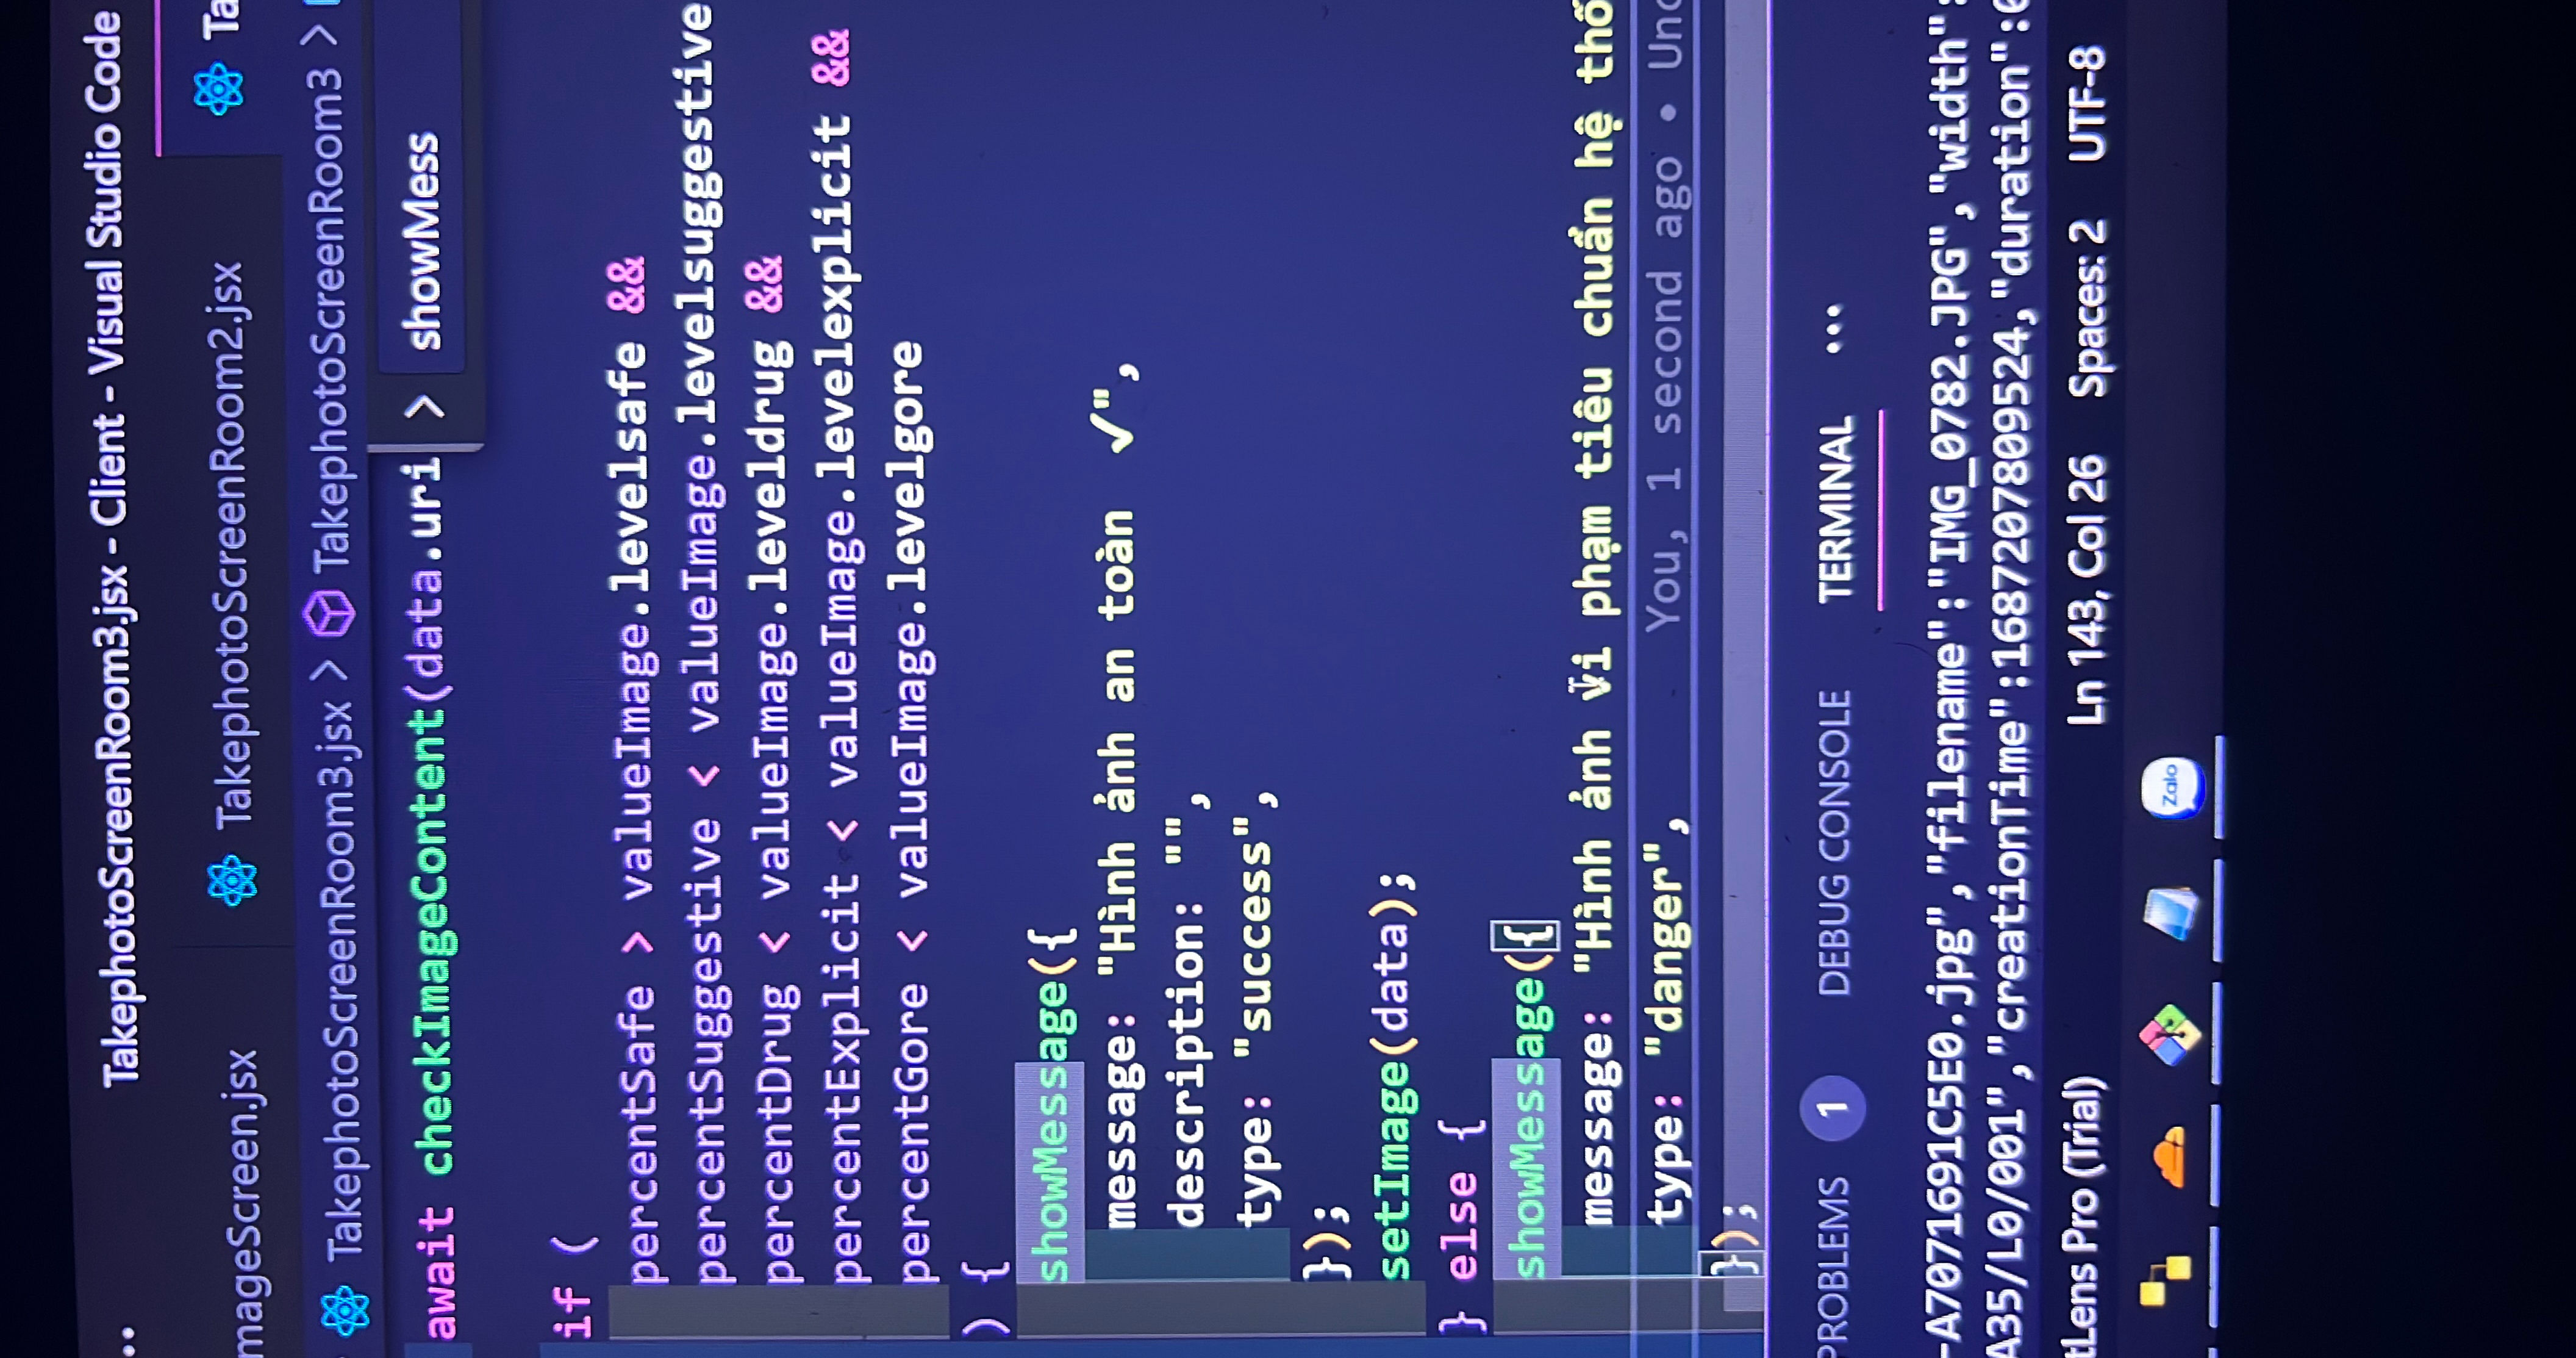 TakephotoScreenRoom3.jsx - Client - Visual Studio Code
mageScreen.jsx
TakephotoScreenRoom2.jsx
Ta
TakephotoScreenRoom3.jsx > TakephotoScreenRoom3 >
> showMess
await checkImageContent(data.uri
if (
percentSafe > valueImage.levelsafe &&
percentSuggestive < valueImage.levelsuggestive
percentDrug < valueImage.leveldrug &&
percentExplicit < valueImage.levelexplicit &&
percentGore < valueImage.levelgore
) {
showMessage({
message: "Hình ảnh an toàn ✓",
description: "",
type: "success",
});
setImage(data);
} else {
showMessage({
message: "Hình ảnh vi phạm tiêu chuẩn hệ thố
type: "danger",
You, 1 second ago • Unc
});
PROBLEMS 1 DEBUG CONSOLE TERMINAL ...
-A7071691C5E0.jpg","filename":"IMG_0782.JPG","width":
A35/L0/001","creationTime":1687207809524,"duration":0
tLens Pro (Trial)
Ln 143, Col 26 Spaces: 2 UTF-8
Zalo